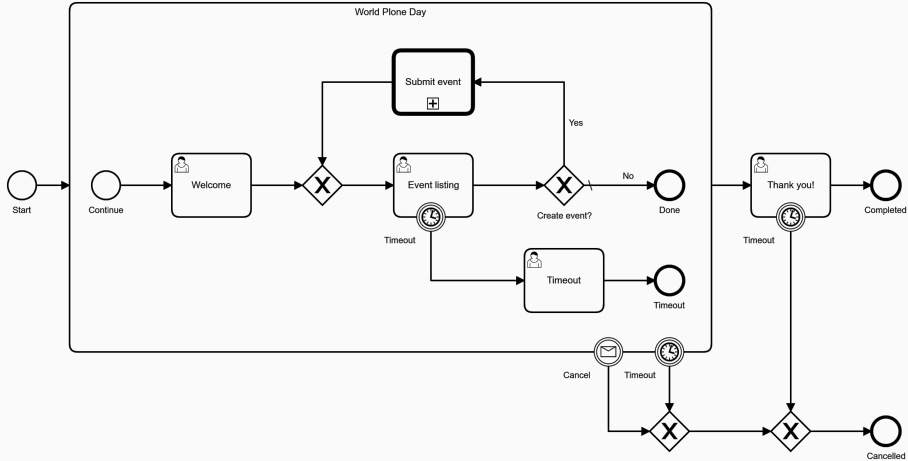 World Plone Day
Submit event
Yes
Welcome
Event listing
No
Thank you!
Start
Continue
Create event?
Done
Completed
Timeout
Timeout
Timeout
Timeout
Cancel
Timeout
Cancelled